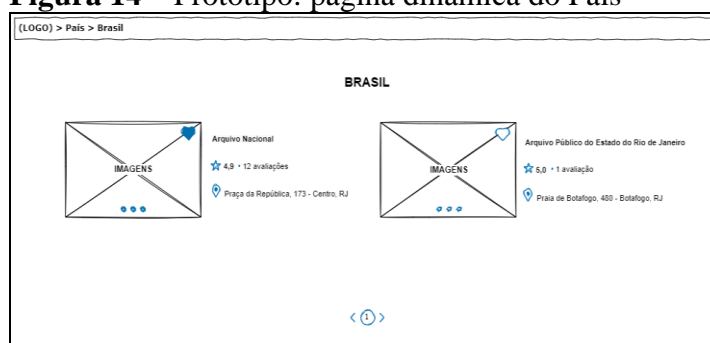 Figura 14 – Protótipo: página dinâmica do País
(LOGO) > País > Brasil
BRASIL
IMAGENS
Arquivo Nacional
4,9 · 12 avaliações
Praça da República, 173 - Centro, RJ
IMAGENS
Arquivo Público do Estado do Rio de Janeiro
5,0 · 1 avaliação
Praia de Botafogo, 480 - Botafogo, RJ
< 1 >